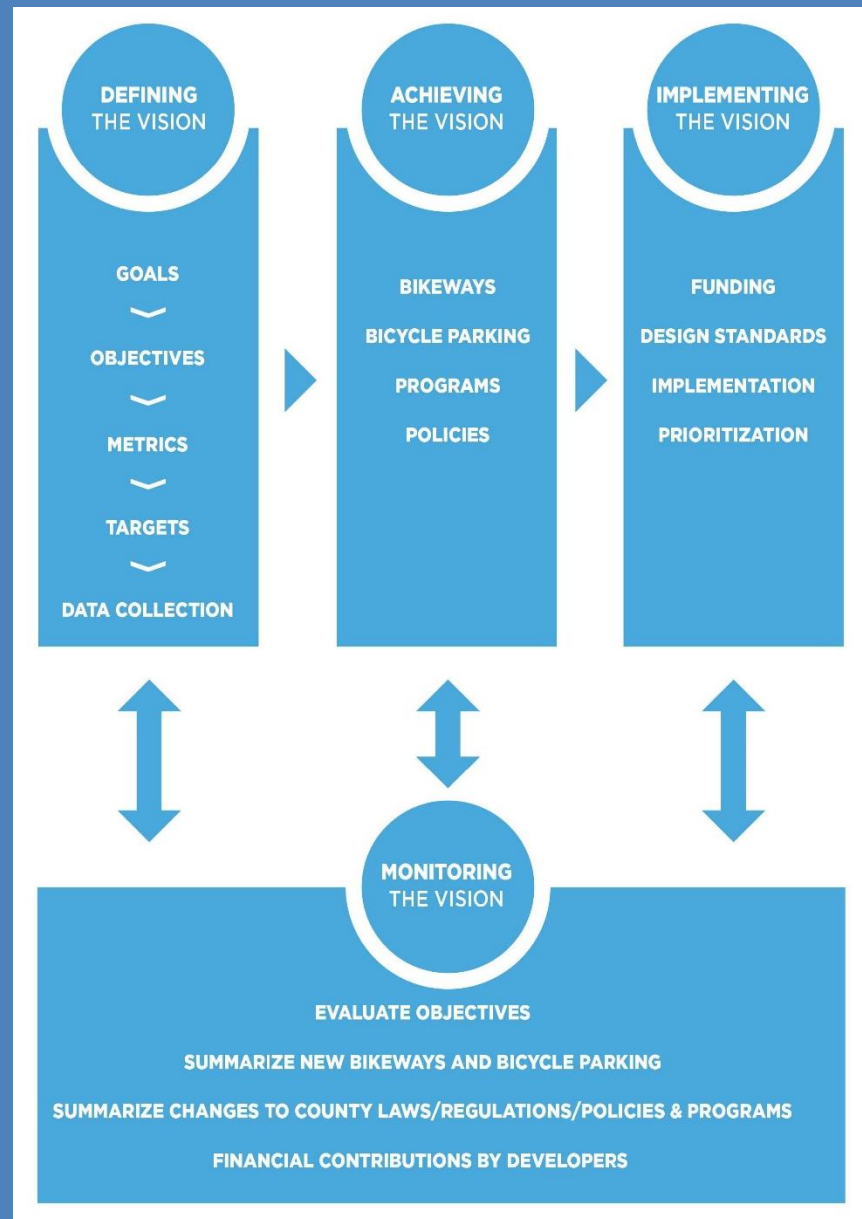 DEFINING
THE VISION
GOALS
OBJECTIVES
METRICS
TARGETS
DATA COLLECTION
ACHIEVING
THE VISION
BIKEWAYS
BICYCLE PARKING
PROGRAMS
POLICIES
IMPLEMENTING
THE VISION
FUNDING
DESIGN STANDARDS
IMPLEMENTATION
PRIORITIZATION
MONITORING
THE VISION
EVALUATE OBJECTIVES
SUMMARIZE NEW BIKEWAYS AND BICYCLE PARKING
SUMMARIZE CHANGES TO COUNTY LAWS/REGULATIONS/POLICIES & PROGRAMS
FINANCIAL CONTRIBUTIONS BY DEVELOPERS